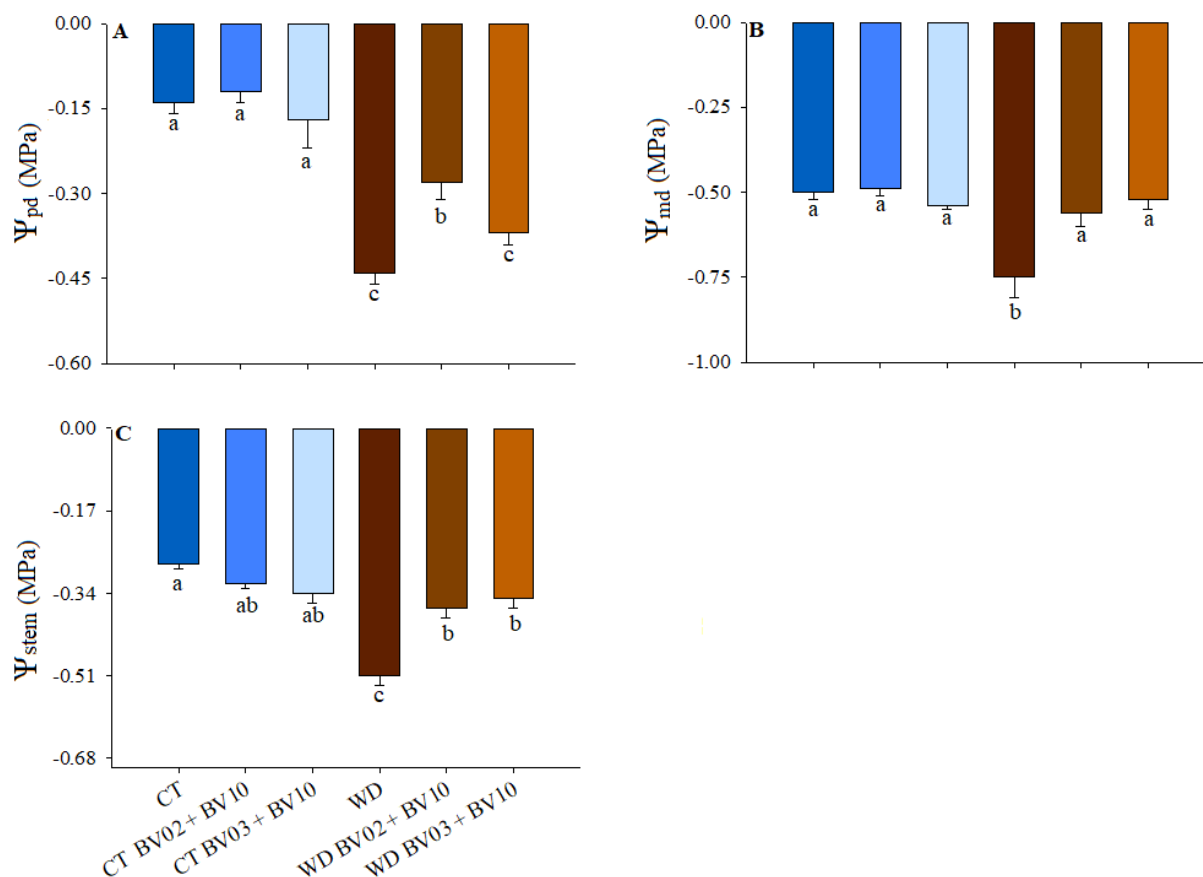 A
Ψpd (MPa)
0.00
-0.15
-0.30
-0.45
-0.60
a
a
a
c
b
c
B
Ψmd (MPa)
0.00
-0.25
-0.50
-0.75
-1.00
a
a
a
b
a
a
C
Ψstem (MPa)
0.00
-0.17
-0.34
-0.51
-0.68
a
ab
ab
c
b
b
CT
CT BV02 + BV10
CT BV03 + BV10
WD
WD BV02 + BV10
WD BV03 + BV10